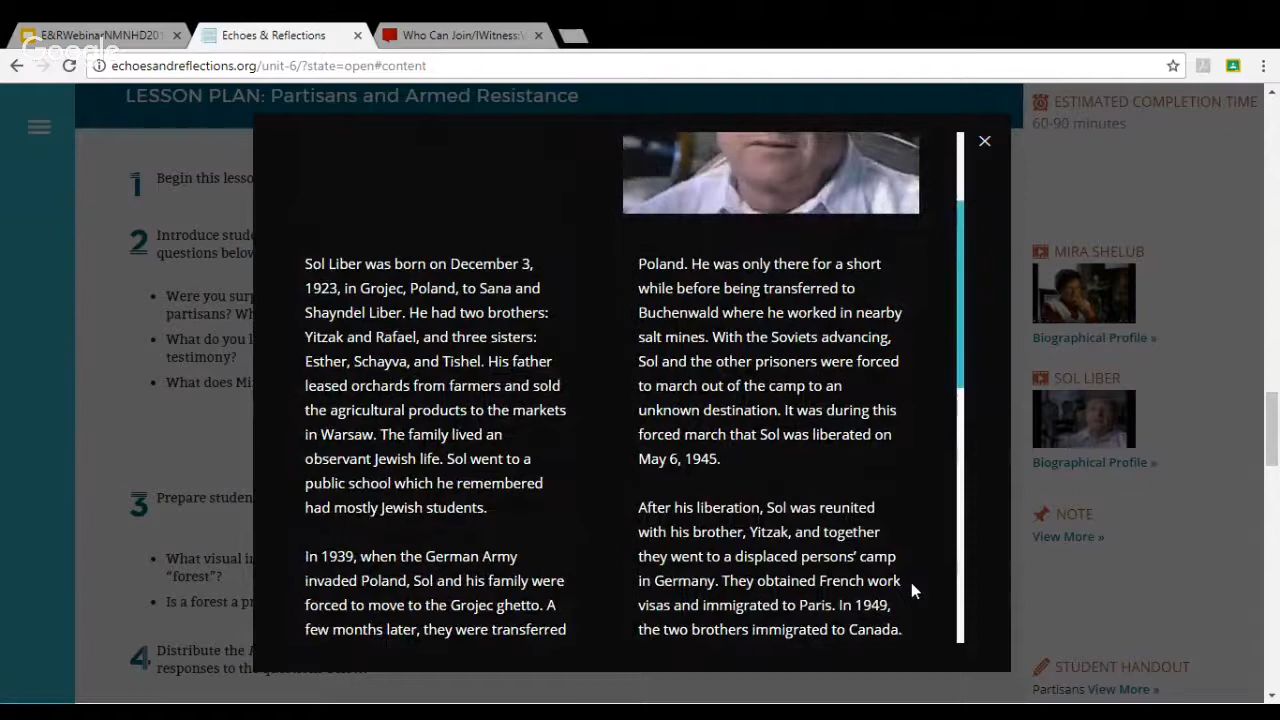 E&RWebinarNMNHD201
Echoes & Reflections
Who Can Join/IWitness:V
Google
echoesandreflections.org/unit-6/?state=open#content
LESSON PLAN: Partisans and Armed Resistance
1
Begin this lesso
2
Introduce stude
questions below
• Were you surp
partisans? Wh
• What do you l
testimony?
• What does Mi
3
Prepare studen
• What visual in
"forest"?
• Is a forest a p
4
Distribute the
responses to the questions below.
Sol Liber was born on December 3,
1923, in Grojec, Poland, to Sana and
Shayndel Liber. He had two brothers:
Yitzak and Rafael, and three sisters:
Esther, Schayva, and Tishel. His father
leased orchards from farmers and sold
the agricultural products to the markets
in Warsaw. The family lived an
observant Jewish life. Sol went to a
public school which he remembered
had mostly Jewish students.
In 1939, when the German Army
invaded Poland, Sol and his family were
forced to move to the Grojec ghetto. A
few months later, they were transferred
Poland. He was only there for a short
while before being transferred to
Buchenwald where he worked in nearby
salt mines. With the Soviets advancing,
Sol and the other prisoners were forced
to march out of the camp to an
unknown destination. It was during this
forced march that Sol was liberated on
May 6, 1945.
After his liberation, Sol was reunited
with his brother, Yitzak, and together
they went to a displaced persons' camp
in Germany. They obtained French work
visas and immigrated to Paris. In 1949,
the two brothers immigrated to Canada.
ESTIMATED COMPLETION TIME
60-90 minutes
MIRA SHELUB
Biographical Profile »
SOL LIBER
Biographical Profile »
NOTE
View More »
STUDENT HANDOUT
Partisans View More »